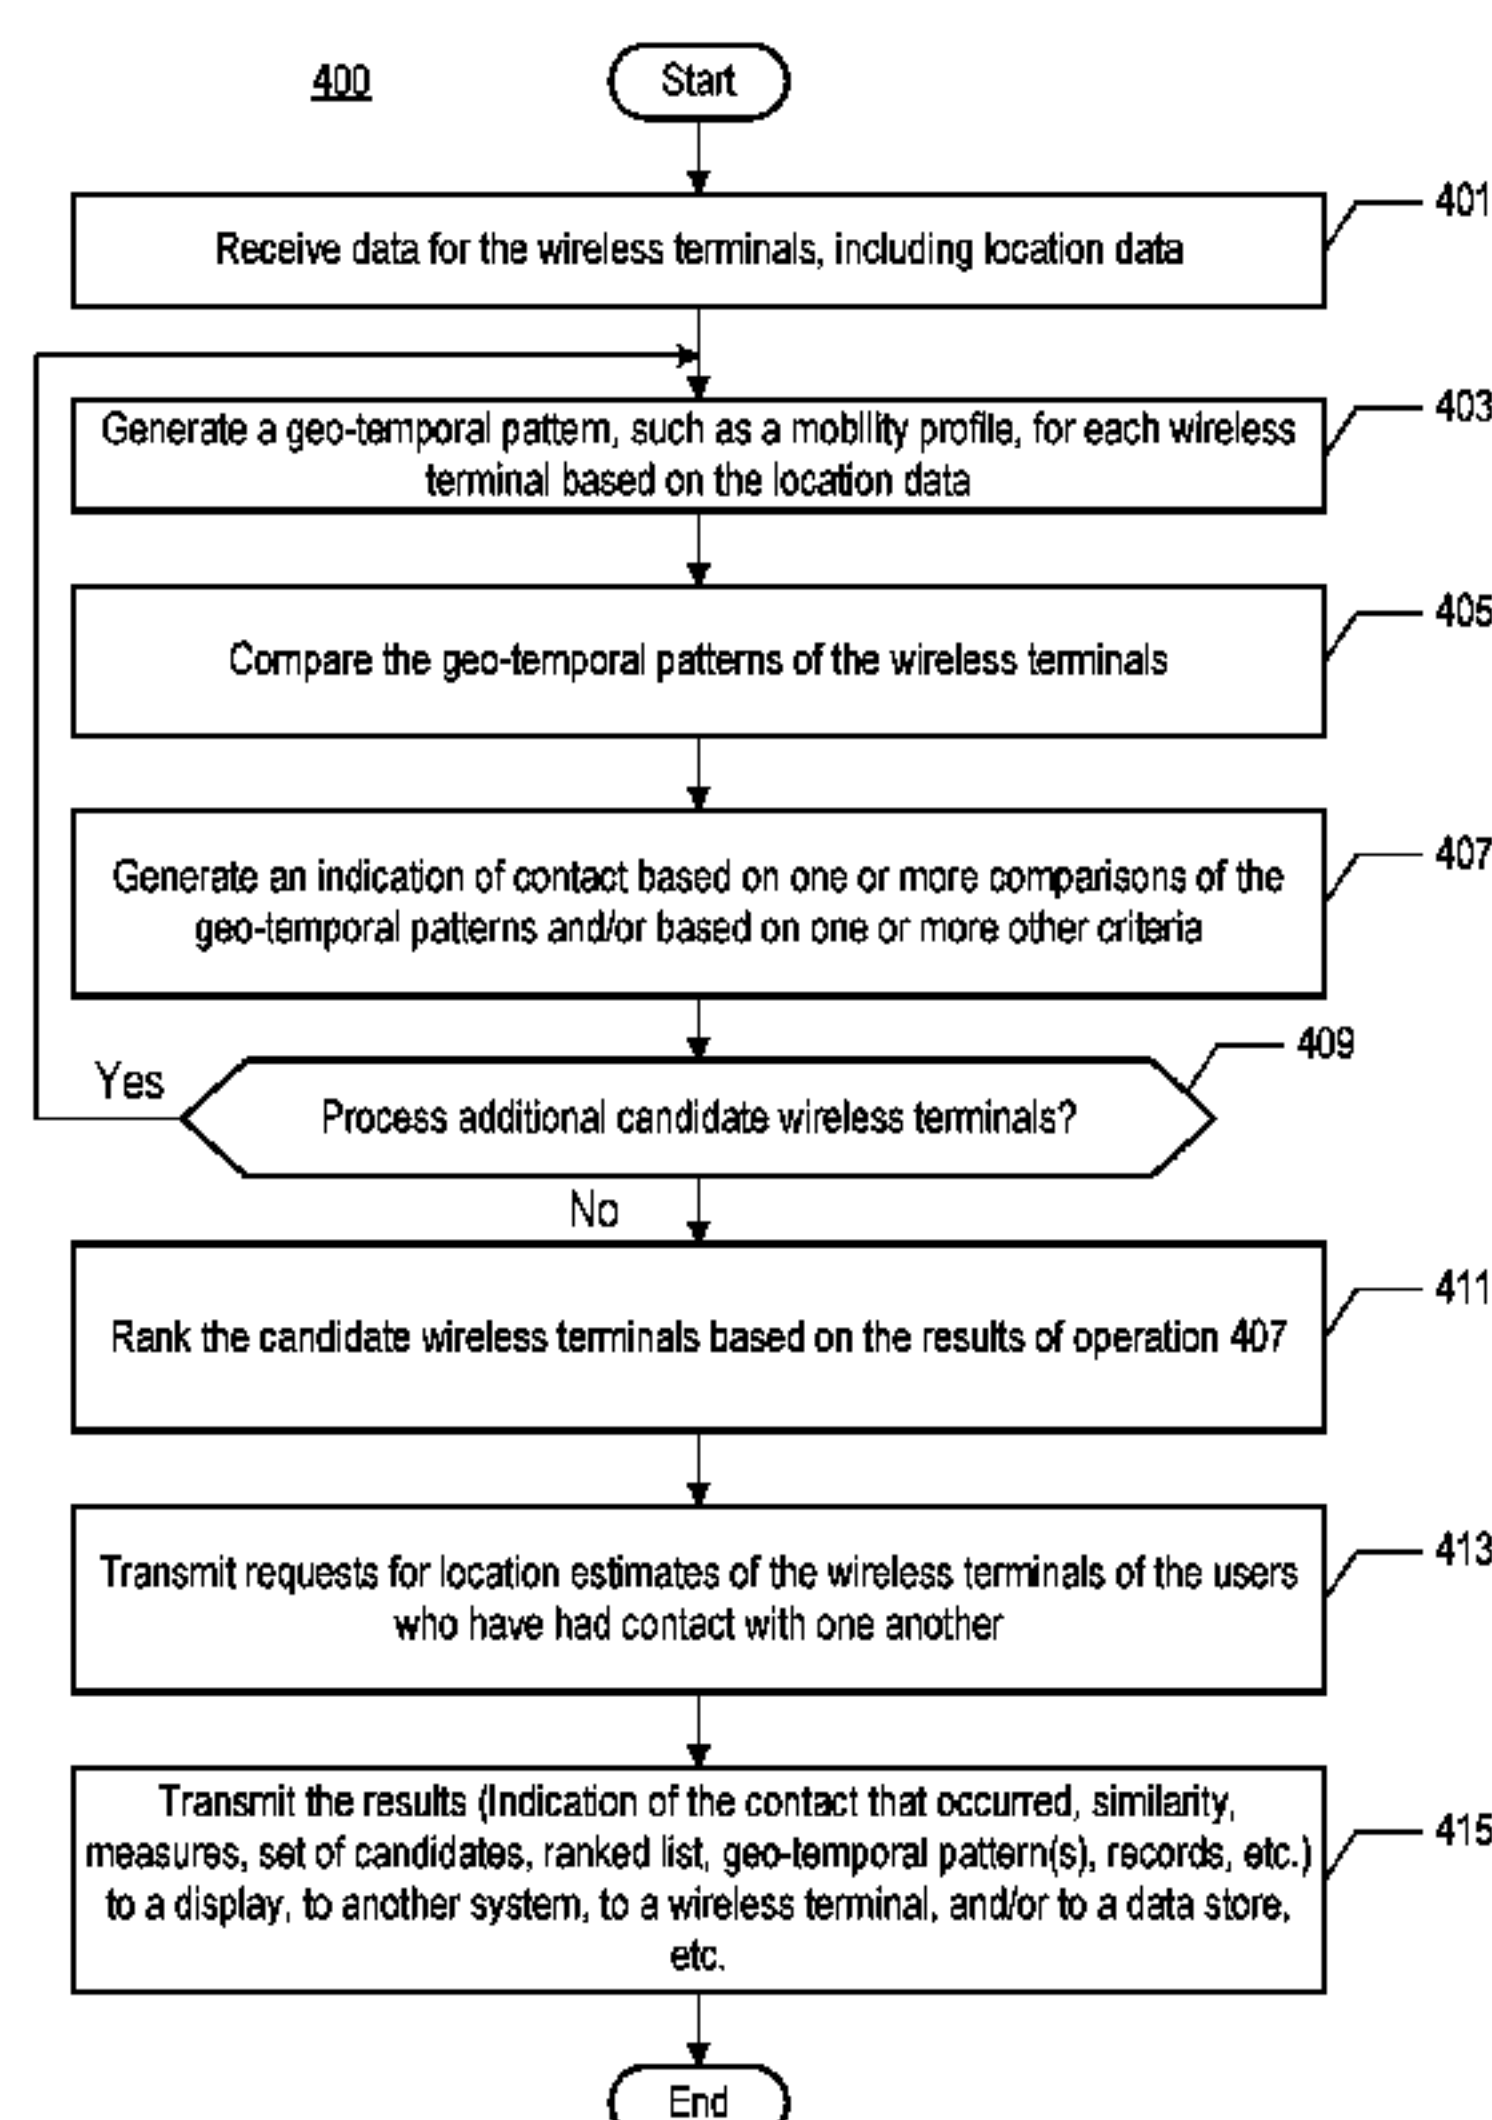 400
Start
401
Receive data for the wireless terminals, including location data
403
Generate a geo-temporal pattern, such as a mobility profile, for each wireless
terminal based on the location data
405
Compare the geo-temporal patterns of the wireless terminals
407
Generate an indication of contact based on one or more comparisons of the
geo-temporal patterns and/or based on one or more other criteria
409
Yes
Process additional candidate wireless terminals?
No
411
Rank the candidate wireless terminals based on the results of operation 407
413
Transmit requests for location estimates of the wireless terminals of the users
who have had contact with one another
Transmit the results (Indication of the contact that occurred, similarity,
415
measures, set of candidates, ranked list, geo-temporal pattern(s), records, etc.)
to a display, to another system, to a wireless terminal, and/or to a data store,
etc.
End